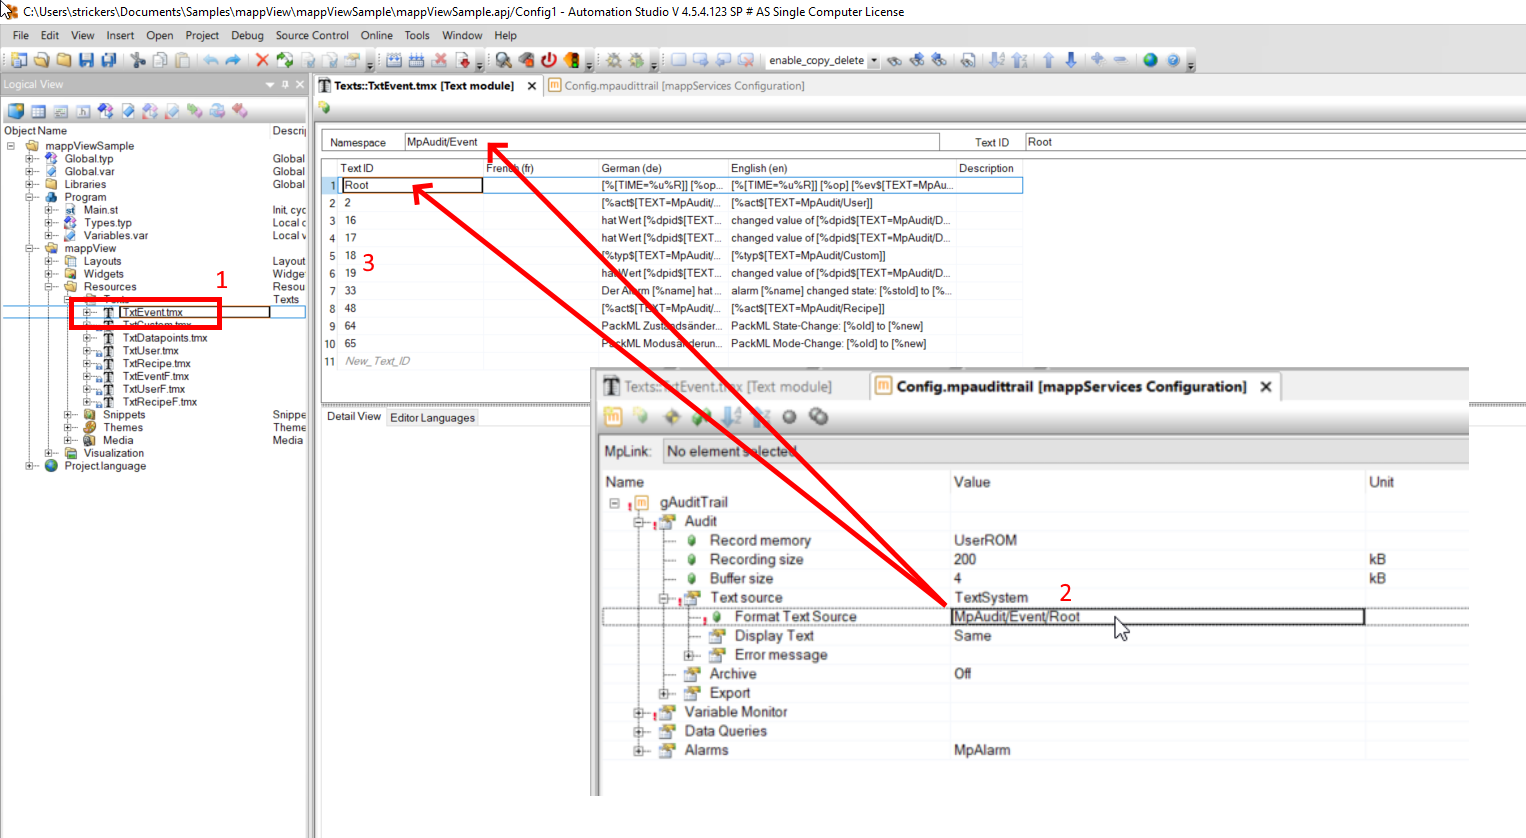 C:\Users\strickers\Documents\Samples\mappView\mappViewSample\mappViewSample.apj/Config1 - Automation Studio V 4.5.4.123 SP # AS Single Computer License
File Edit View Insert Open Project Debug Source Control Online Tools Window Help
enable_copy_delete
Logical View
Texts::TxtEvent.tmx [Text module]
Config.mpaudittrail [mappServices Configuration]
Object Name Descri
mappViewSample
Global.typ Global
Global.var Global
Libraries Global
Program
Main.st Init, cyc
Types.typ Local c
Variables.var Local v
mappView
Layouts Layout
Widgets Widge
Resources Resou
Texts Texts
1
TxtEvent.tmx
TxtCustom.tmx
TxtDatapoints.tmx
TxtUser.tmx
TxtRecipe.tmx
TxtEventF.tmx
TxtUserF.tmx
TxtRecipeF.tmx
Snippets Snippe
Themes Theme
Media Media
Visualization
Project.language
Namespace MpAudit/Event Text ID Root
Text ID French (fr) German (de) English (en) Description
1 Root [%[TIME=%u%R]] [%op... [%[TIME=%u%R]] [%op] [%ev$[TEXT=MpAu...
2 2 [%act$[TEXT=MpAudit/... [%act$[TEXT=MpAudit/User]]
3 16 hat Wert [%dpid$[TEXT... changed value of [%dpid$[TEXT=MpAudit/D...
4 17 hat Wert [%dpid$[TEXT... changed value of [%dpid$[TEXT=MpAudit/D...
5 18 [%typ$[TEXT=MpAudit/... [%typ$[TEXT=MpAudit/Custom]]
3
6 19 hat Wert [%dpid$[TEXT... changed value of [%dpid$[TEXT=MpAudit/D...
7 33 Der Alarm [%name] hat... alarm [%name] changed state: [%stold] to [%...
8 48 [%act$[TEXT=MpAudit/... [%act$[TEXT=MpAudit/Recipe]]
9 64 PackML Zustandsänder... PackML State-Change: [%old] to [%new]
10 65 PackML Modusänderun... PackML Mode-Change: [%old] to [%new]
11 New_Text_ID
Detail View Editor Languages
Texts::TxtEvent.tmx [Text module]
Config.mpaudittrail [mappServices Configuration]
MpLink: No element selected
Name Value Unit
gAuditTrail
Audit
Record memory UserROM
Recording size 200 kB
Buffer size 4 kB
Text source TextSystem
2
Format Text Source MpAudit/Event/Root
Display Text Same
Error message
Archive Off
Export
Variable Monitor
Data Queries
Alarms MpAlarm